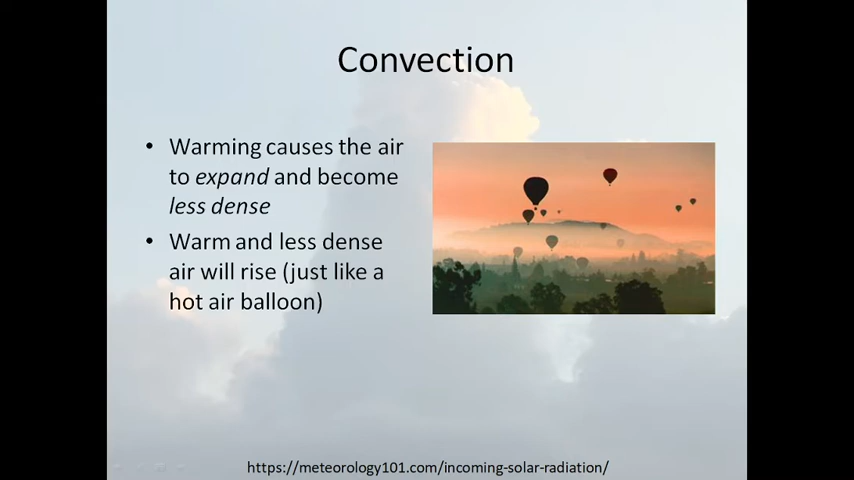 Convection
• Warming causes the air
to expand and become
less dense
• Warm and less dense
air will rise (just like a
hot air balloon)
https://meteorology101.com/incoming-solar-radiation/